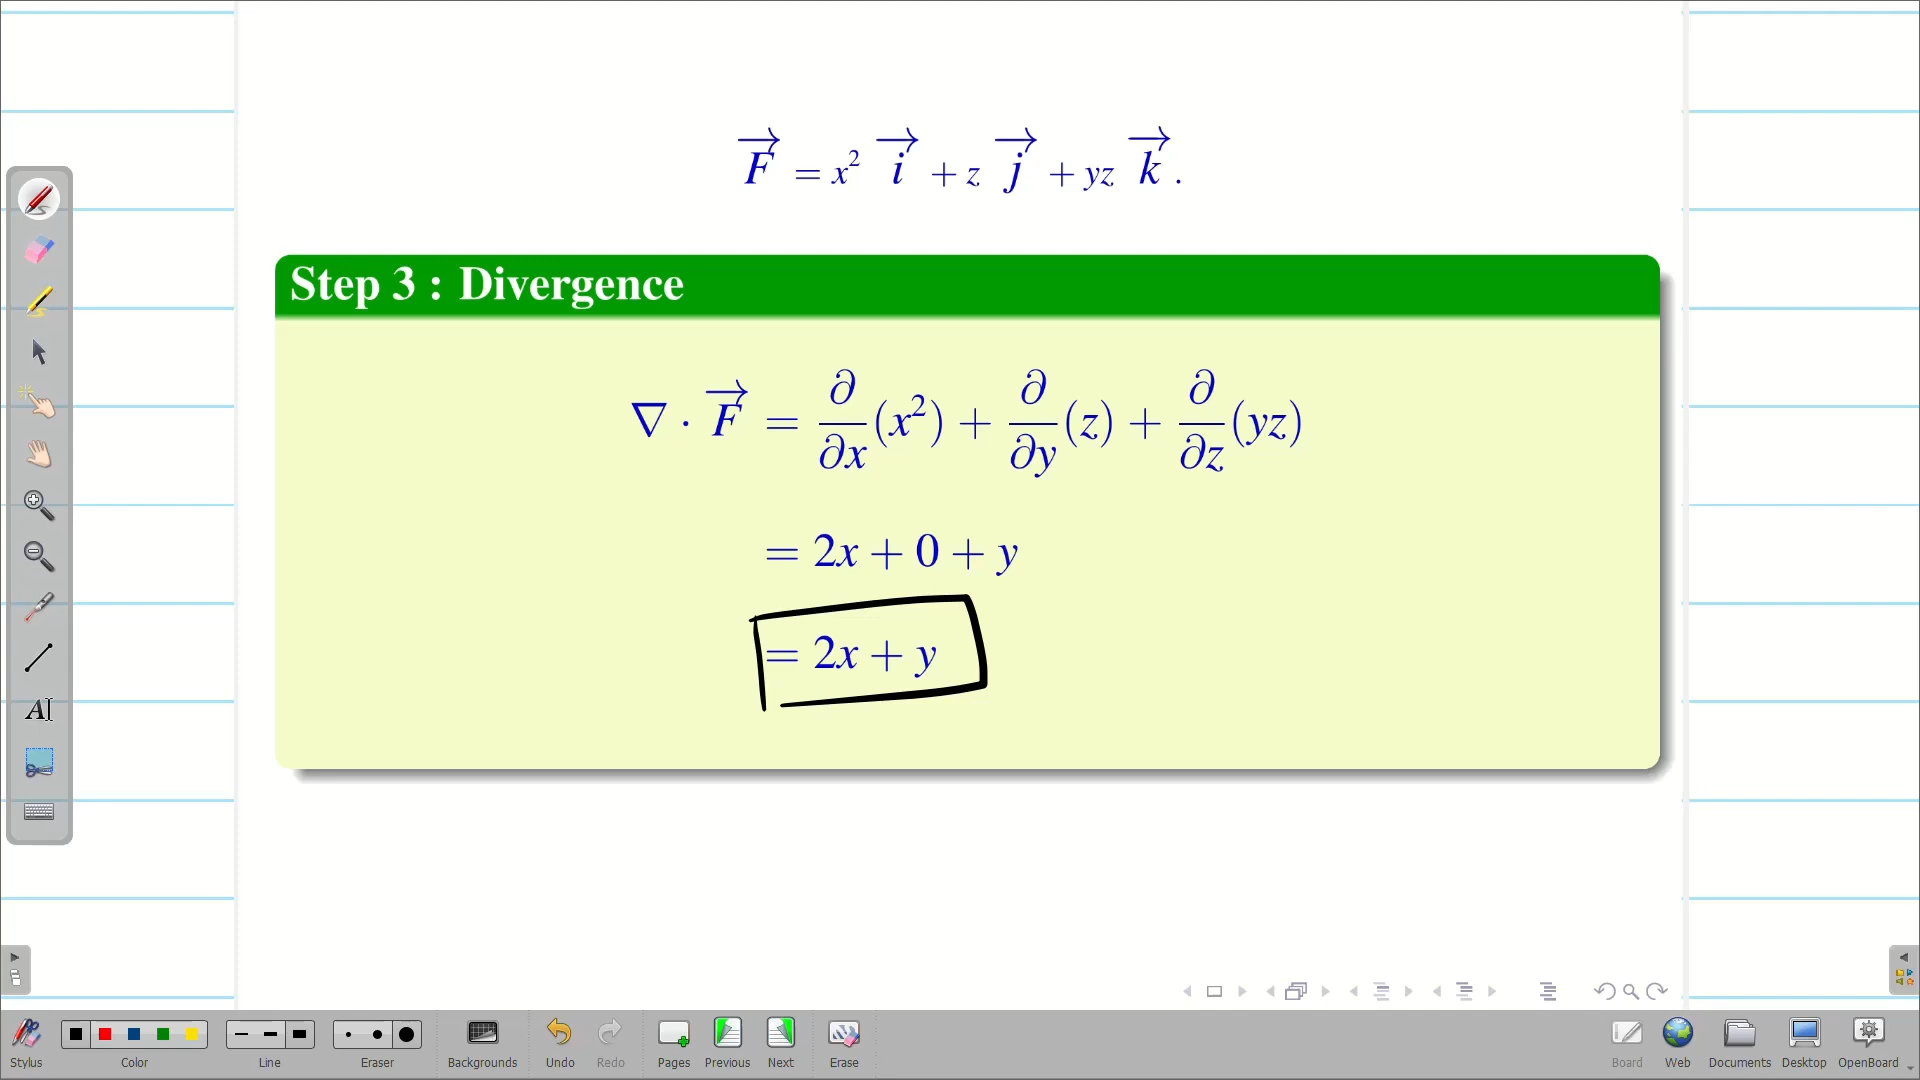 F⃗ = x² i⃗ + z j⃗ + yz k⃗ .
Step 3 : Divergence
∇ · F⃗ = ∂/∂x (x²) + ∂/∂y (z) + ∂/∂z (yz)
= 2x + 0 + y
= 2x + y
Stylus Color Line Eraser Backgrounds Undo Redo Pages Previous Next Erase Board Web Documents Desktop OpenBoard